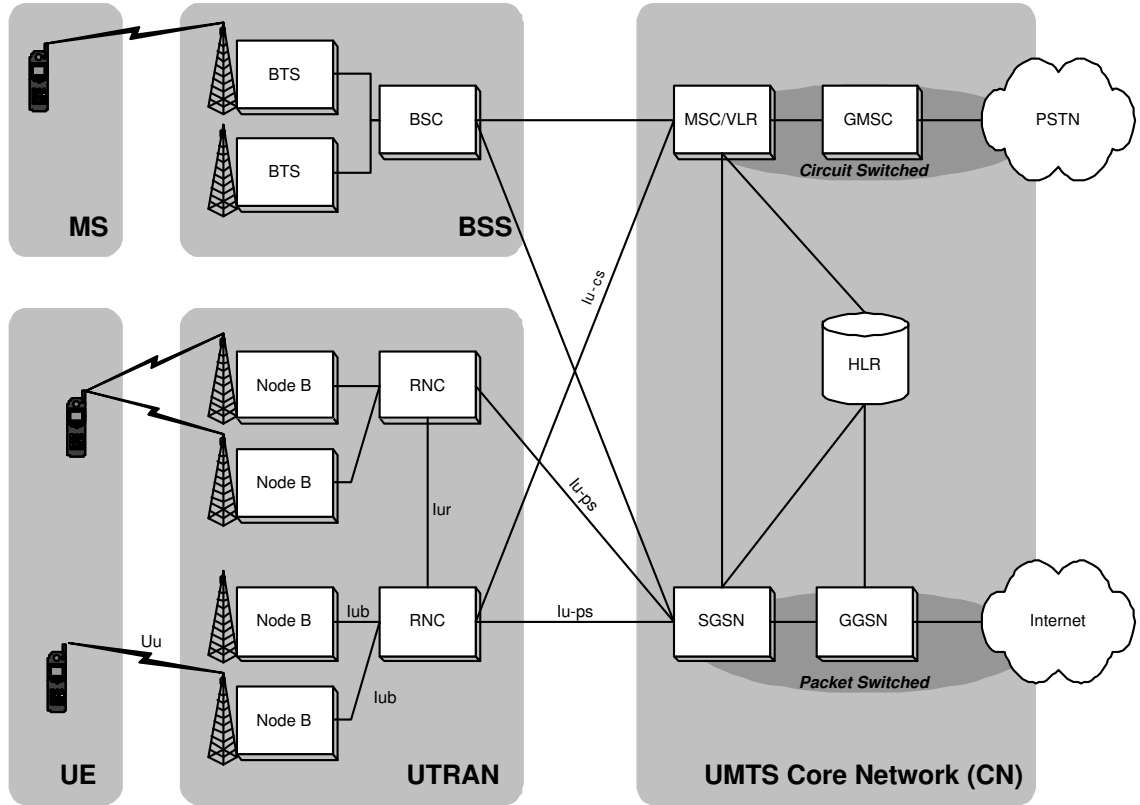 BTS
BTS
BSC
MSC/VLR
GMSC
PSTN
Circuit Switched
MS
BSS
Iu-cs
HLR
Node B
RNC
Node B
Iu-ps
Iur
Node B
Iub
RNC
Iu-ps
SGSN
GGSN
Internet
Uu
Node B
Iub
Packet Switched
UE
UTRAN
UMTS Core Network (CN)